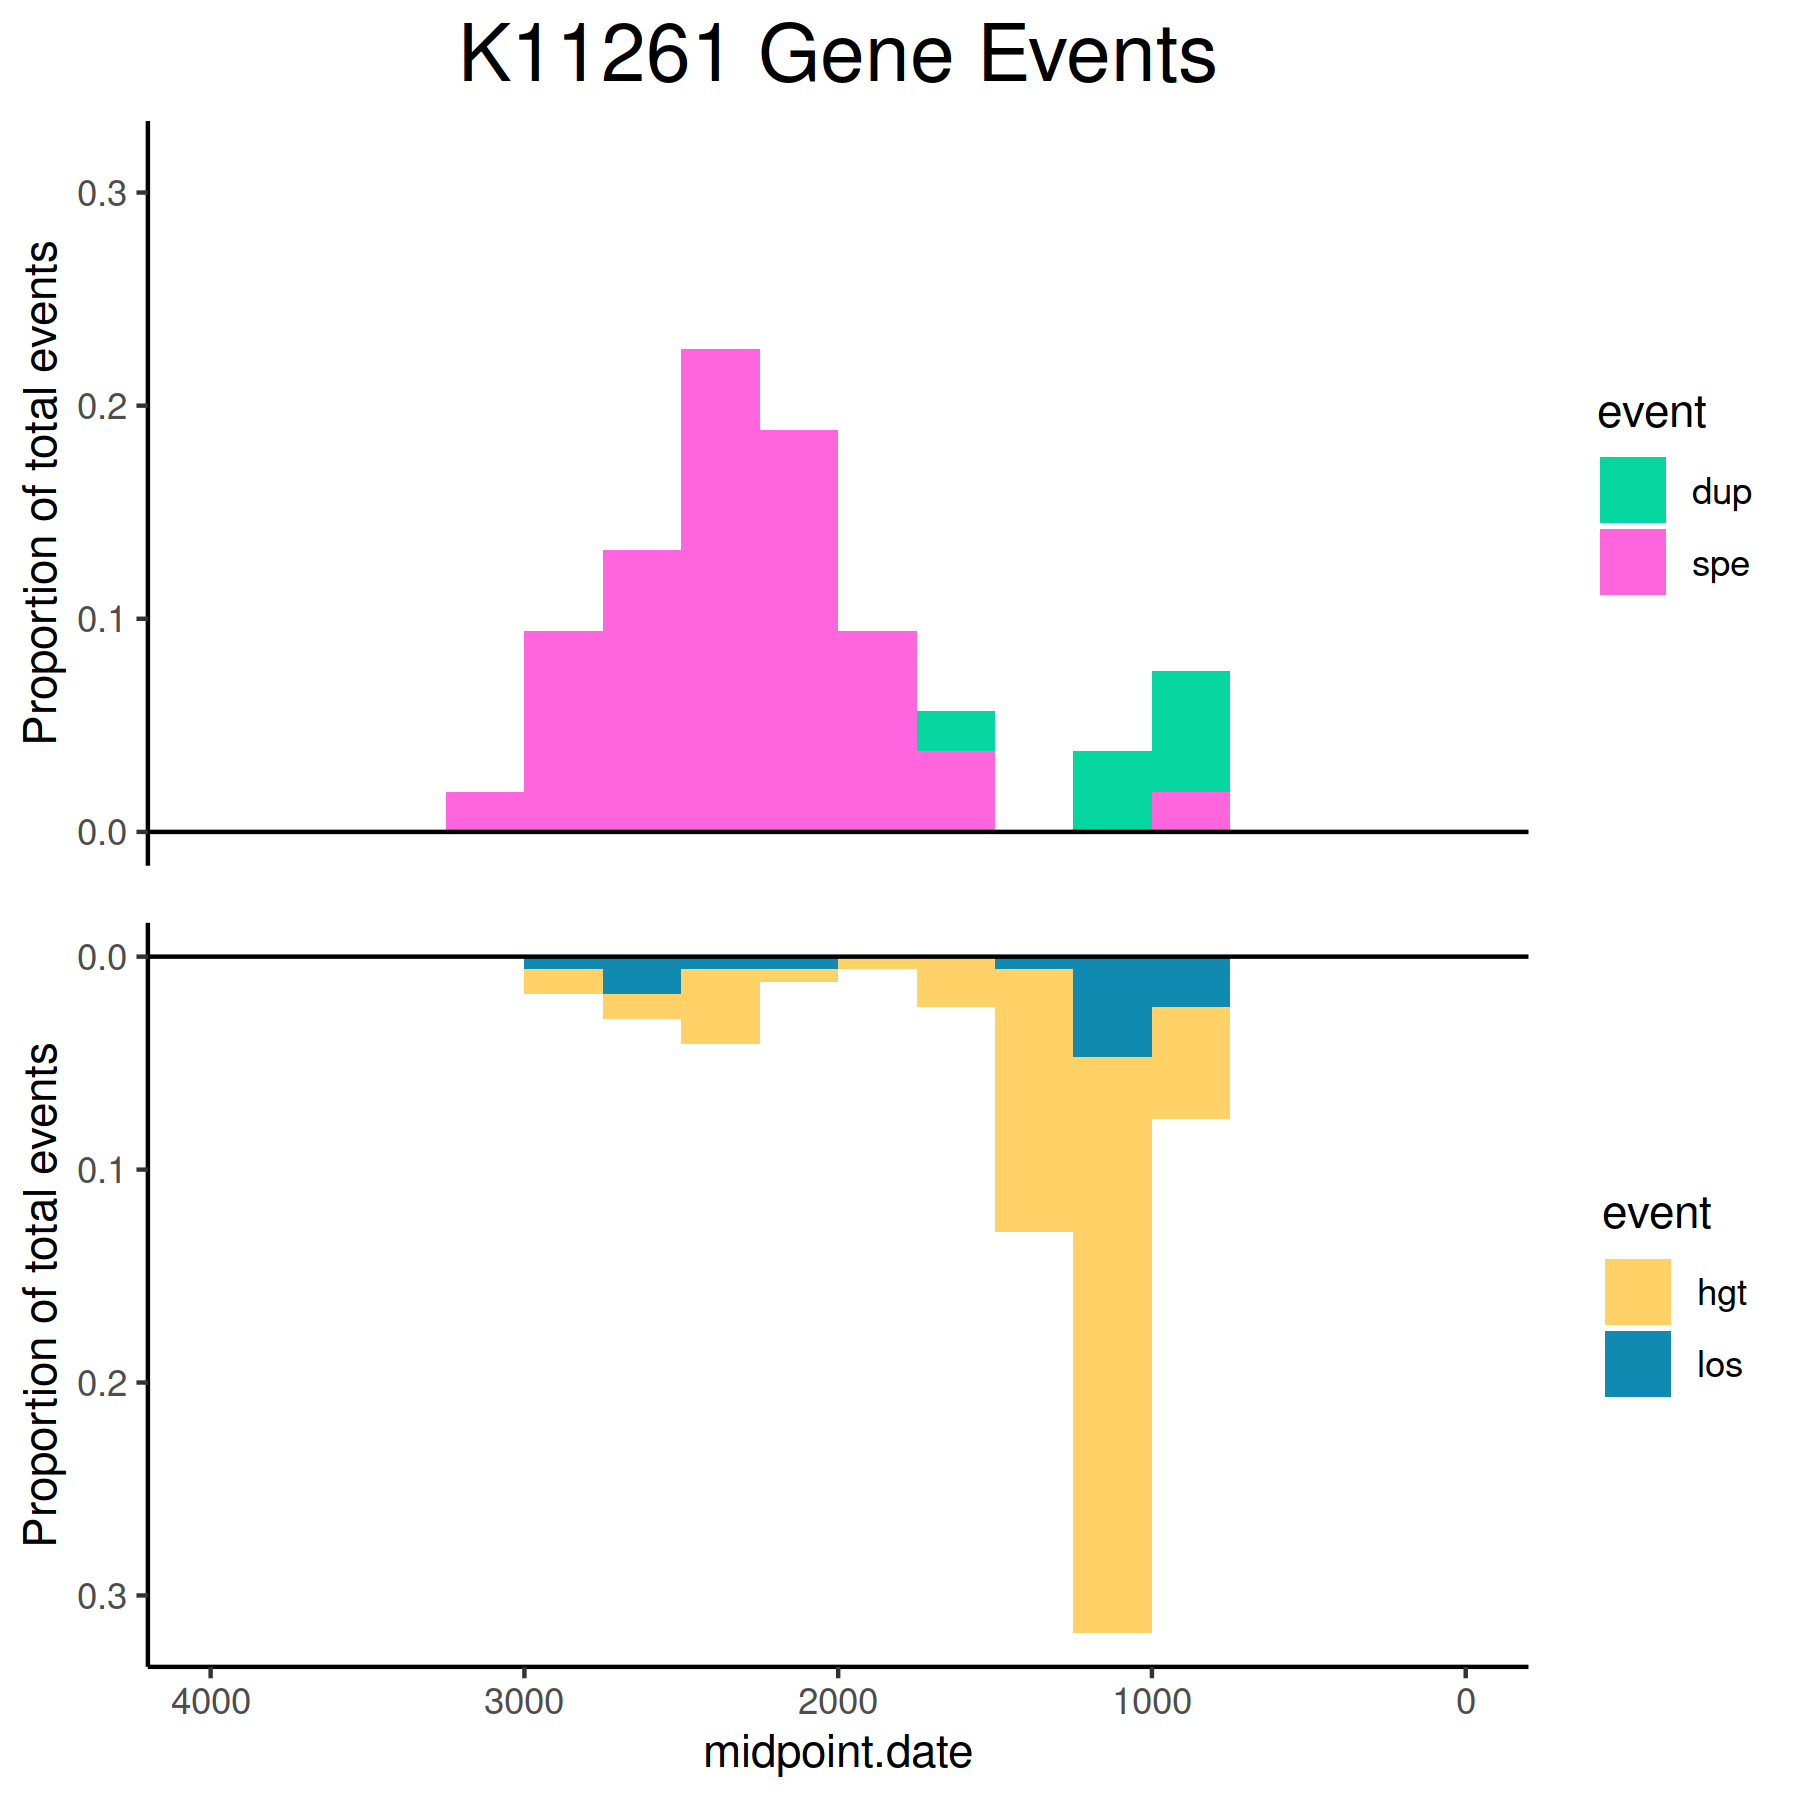 K11261 Gene Events
Proportion of total events
0.3
0.2
0.1
0.0
event
dup
spe
Proportion of total events
0.0
0.1
0.2
0.3
event
hgt
los
4000 3000 2000 1000 0
midpoint.date